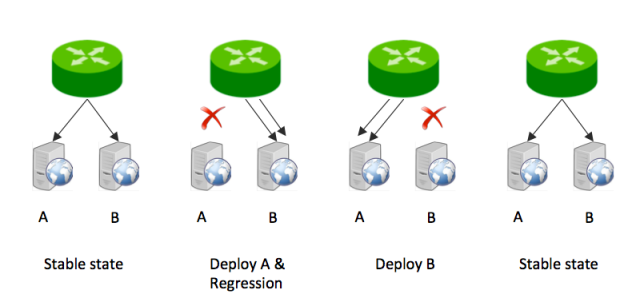 A B A B A B A B
Stable state Deploy A & Deploy B Stable state
Regression